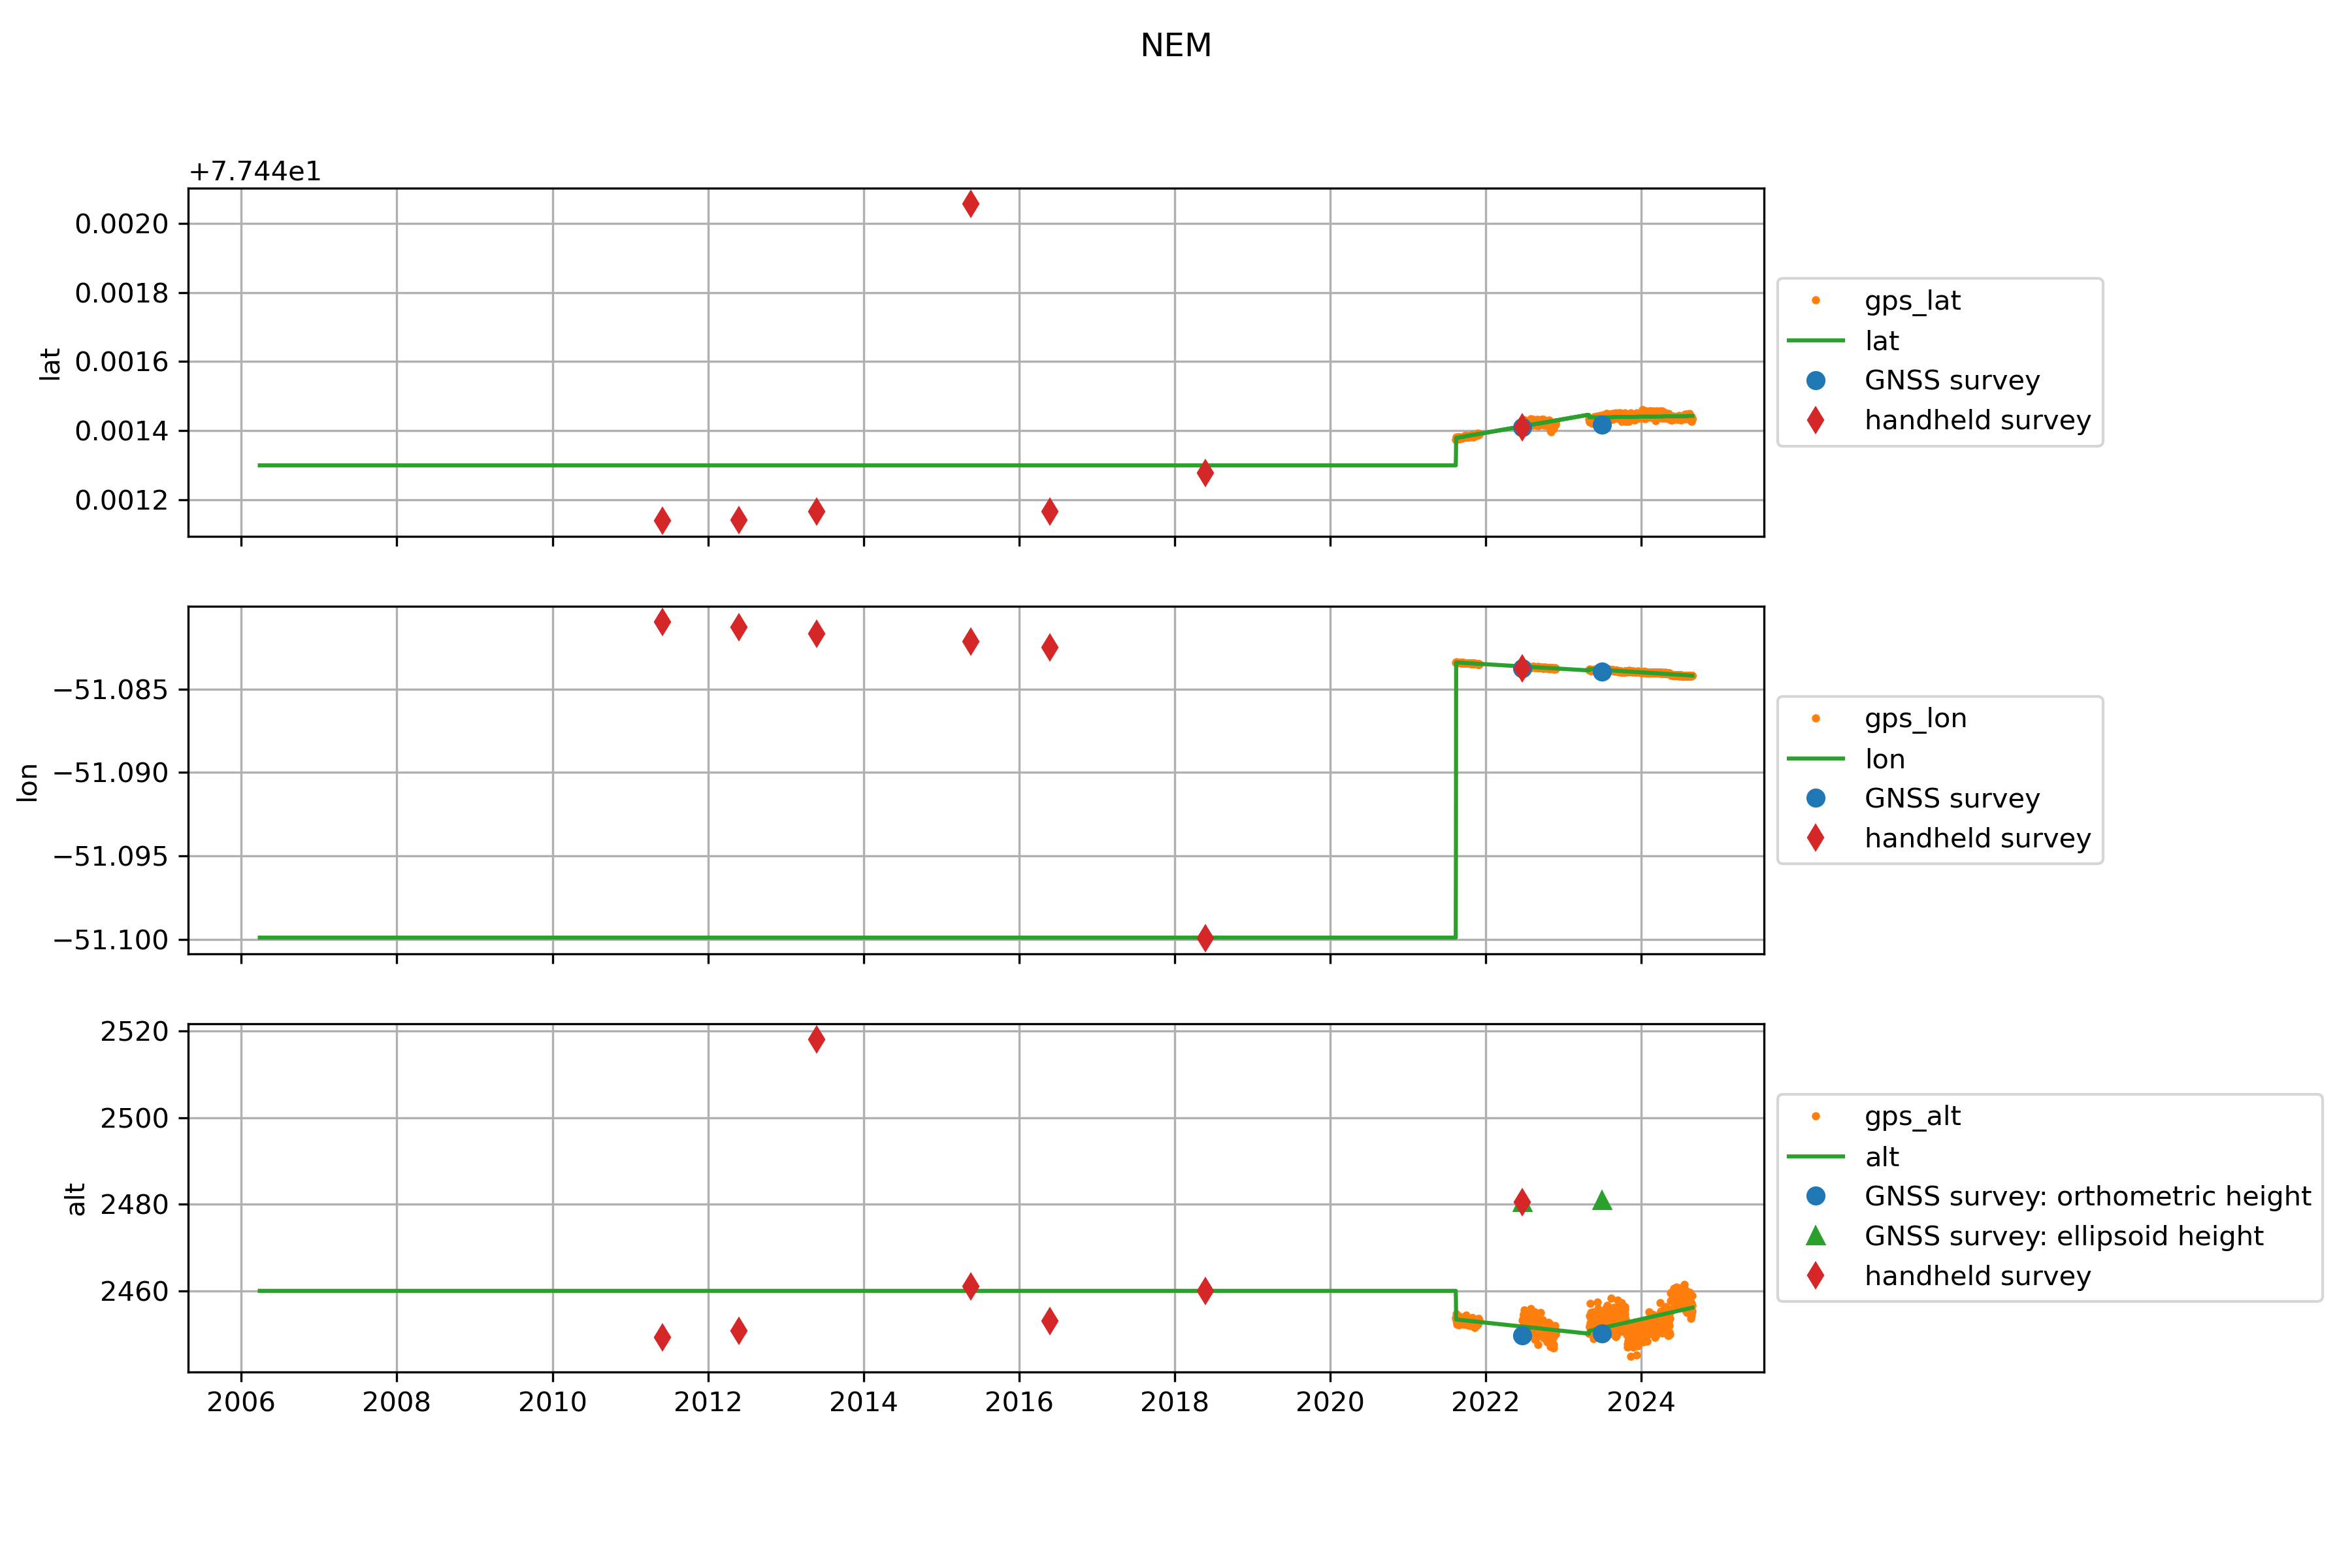 NEM
+7.744e1
0.0020
0.0018
0.0016
0.0014
0.0012
lat
gps_lat
lat
GNSS survey
handheld survey
−51.085
−51.090
−51.095
−51.100
lon
gps_lon
lon
GNSS survey
handheld survey
2520
2500
2480
2460
alt
gps_alt
alt
GNSS survey: orthometric height
GNSS survey: ellipsoid height
handheld survey
2006 2008 2010 2012 2014 2016 2018 2020 2022 2024